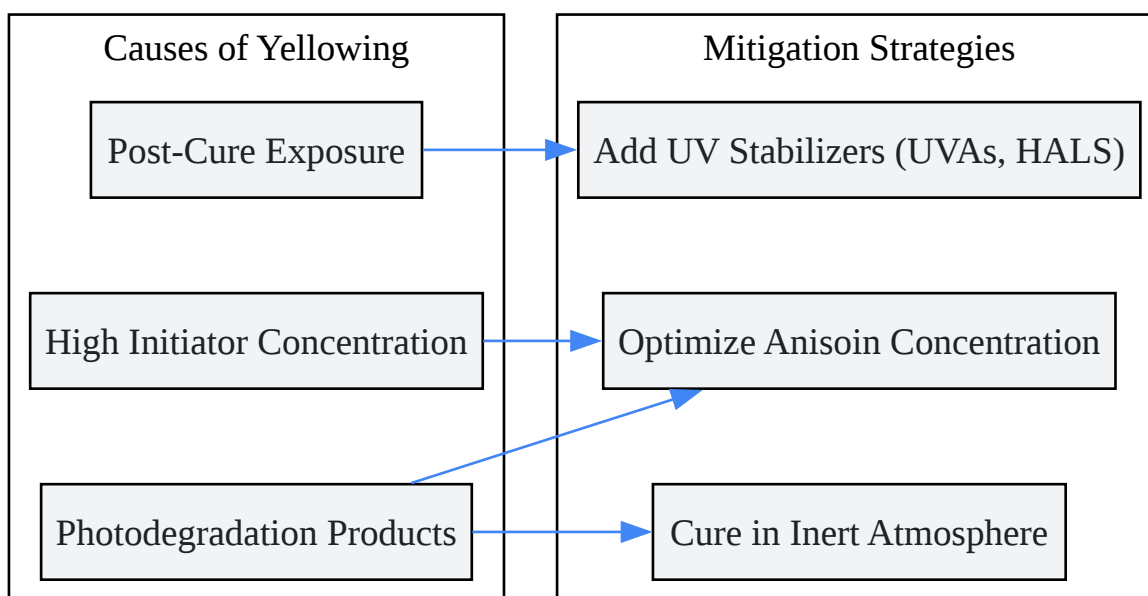 Causes of Yellowing
Post-Cure Exposure
High Initiator Concentration
Photodegradation Products
Mitigation Strategies
Add UV Stabilizers (UVAs, HALS)
Optimize Anisoin Concentration
Cure in Inert Atmosphere